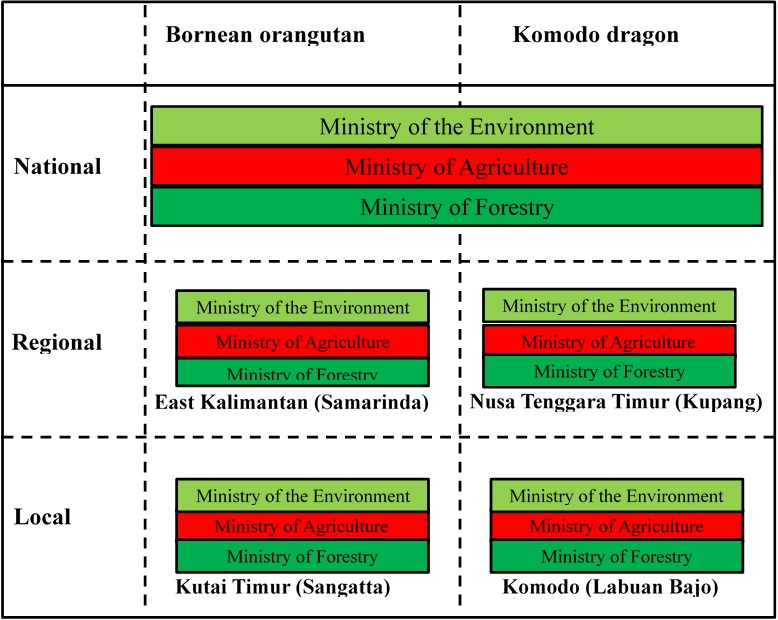 Bornean orangutan
Komodo dragon
National
Ministry of the Environment
Ministry of Agriculture
Ministry of Forestry
Regional
Ministry of the Environment
Ministry of Agriculture
Ministry of Forestry
East Kalimantan (Samarinda)
Ministry of the Environment
Ministry of Agriculture
Ministry of Forestry
Nusa Tenggara Timur (Kupang)
Local
Ministry of the Environment
Ministry of Agriculture
Ministry of Forestry
Kutai Timur (Sangatta)
Ministry of the Environment
Ministry of Agriculture
Ministry of Forestry
Komodo (Labuan Bajo)